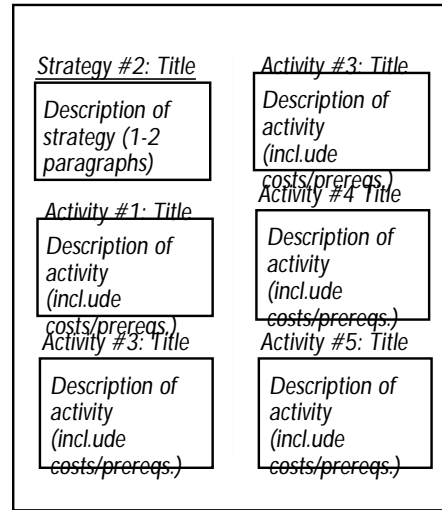 Strategy #2: Title
Description of
strategy (1-2
paragraphs)
Activity #1: Title
Description of
activity
(incl.ude
costs/prereqs.)
Activity #3: Title
Description of
activity
(incl.ude
costs/prereqs.)
Activity #3: Title
Description of
activity
(incl.ude
costs/prereqs.)
Activity #4 Title
Description of
activity
(incl.ude
costs/prereqs.)
Activity #5: Title
Description of
activity
(incl.ude
costs/prereqs.)